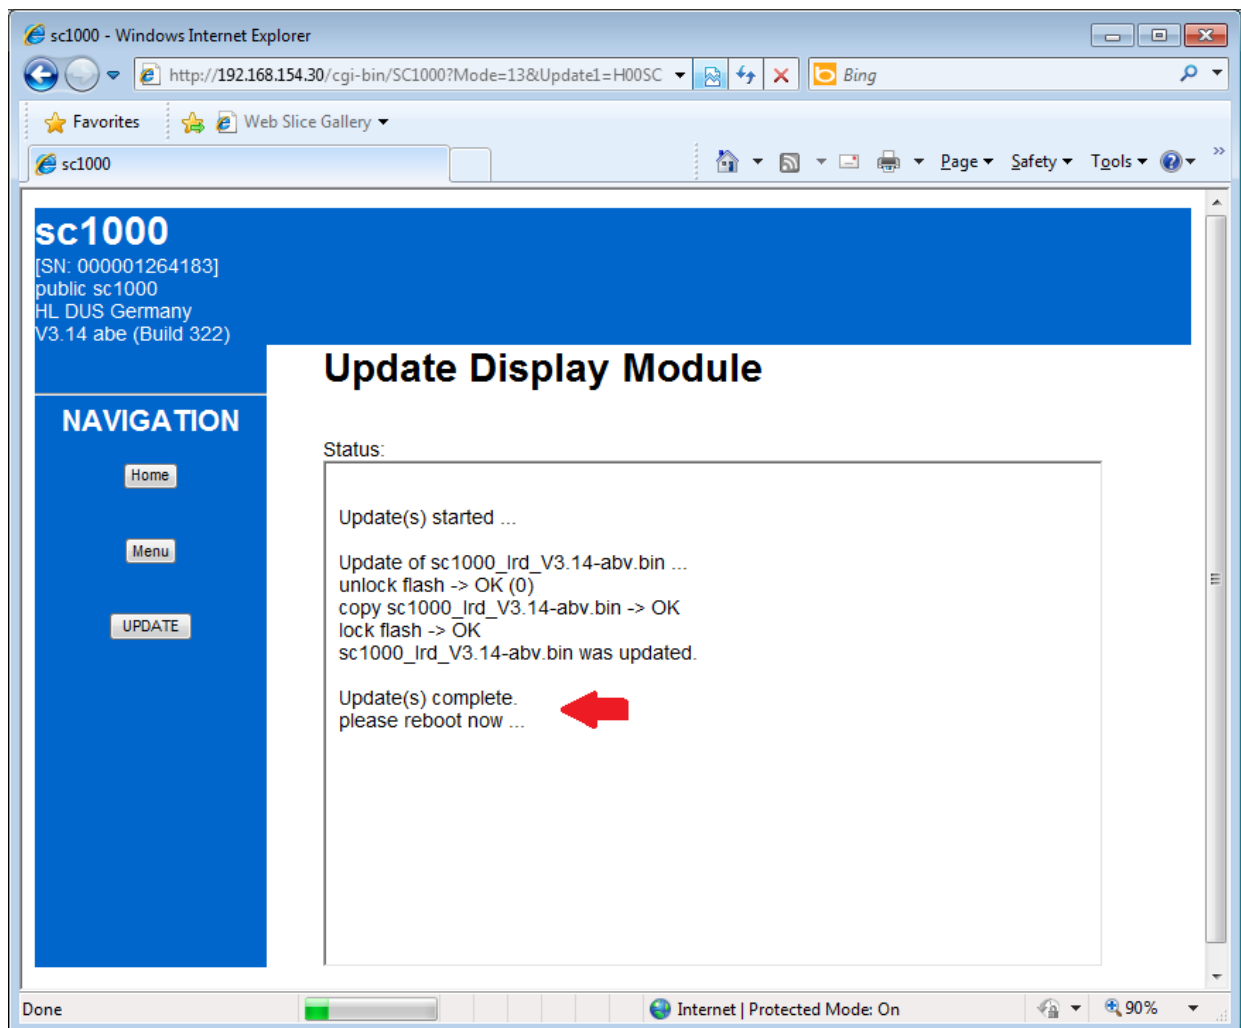 sc1000 - Windows Internet Explorer
http://192.168.154.30/cgi-bin/SC1000?Mode=13&Update1=H00SC
Bing
Favorites
Web Slice Gallery
sc1000
Page
Safety
Tools
sc1000
[SN: 000001264183]
public sc1000
HL DUS Germany
V3.14 abe (Build 322)
Update Display Module
NAVIGATION
Home
Menu
UPDATE
Status:
Update(s) started ...
Update of sc1000_lrd_V3.14-abv.bin ...
unlock flash -> OK (0)
copy sc1000_lrd_V3.14-abv.bin -> OK
lock flash -> OK
sc1000_lrd_V3.14-abv.bin was updated.
Update(s) complete.
please reboot now ...
Done
Internet | Protected Mode: On
90%